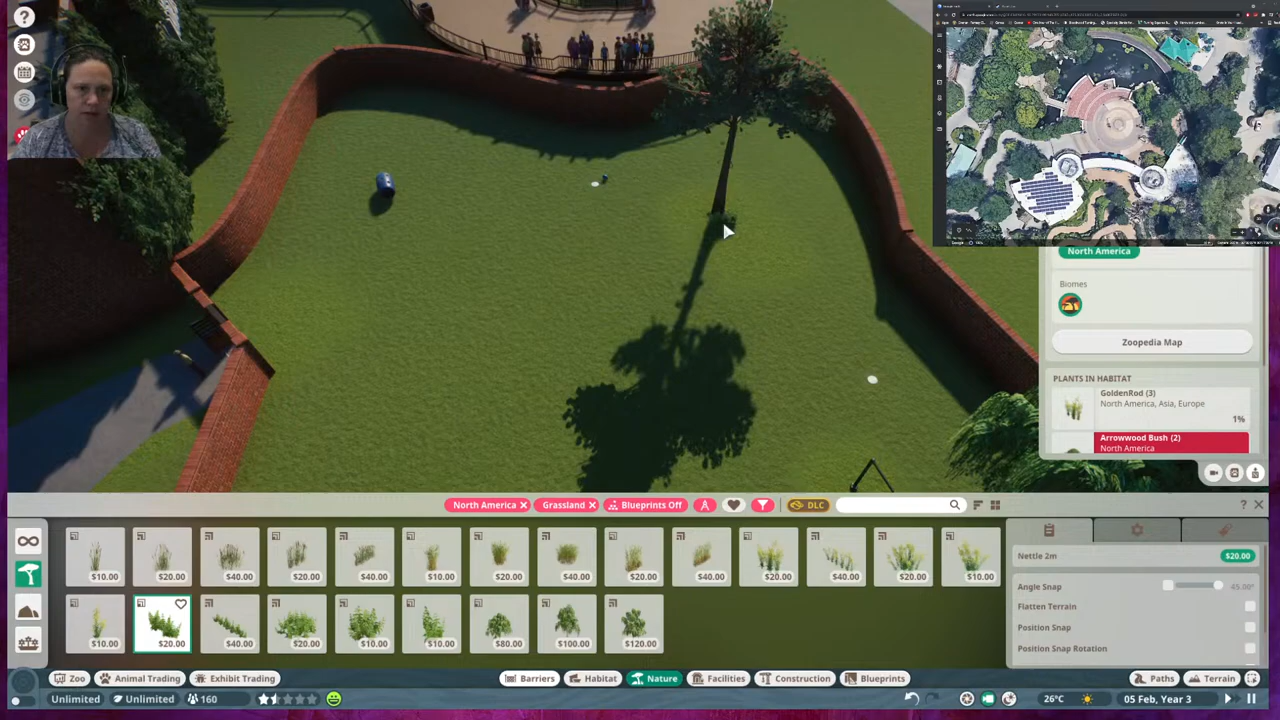 North America
Biomes
Zoopedia Map
PLANTS IN HABITAT
GoldenRod (3)
North America, Asia, Europe
1%
Arrowwood Bush (2)
North America
North America ✕ Grassland ✕ Blueprints Off DLC
? ✕
$10.00 $20.00 $40.00 $20.00 $40.00 $10.00 $20.00 $40.00 $20.00 $40.00 $20.00 $40.00 $20.00 $10.00
$10.00 $20.00 $40.00 $20.00 $10.00 $10.00 $80.00 $100.00 $120.00
Nettle 2m $20.00
Angle Snap 45.00°
Flatten Terrain
Position Snap
Position Snap Rotation
Zoo Animal Trading Exhibit Trading Barriers Habitat Nature Facilities Construction Blueprints Paths Terrain
Unlimited Unlimited 160 26°C 05 Feb, Year 3